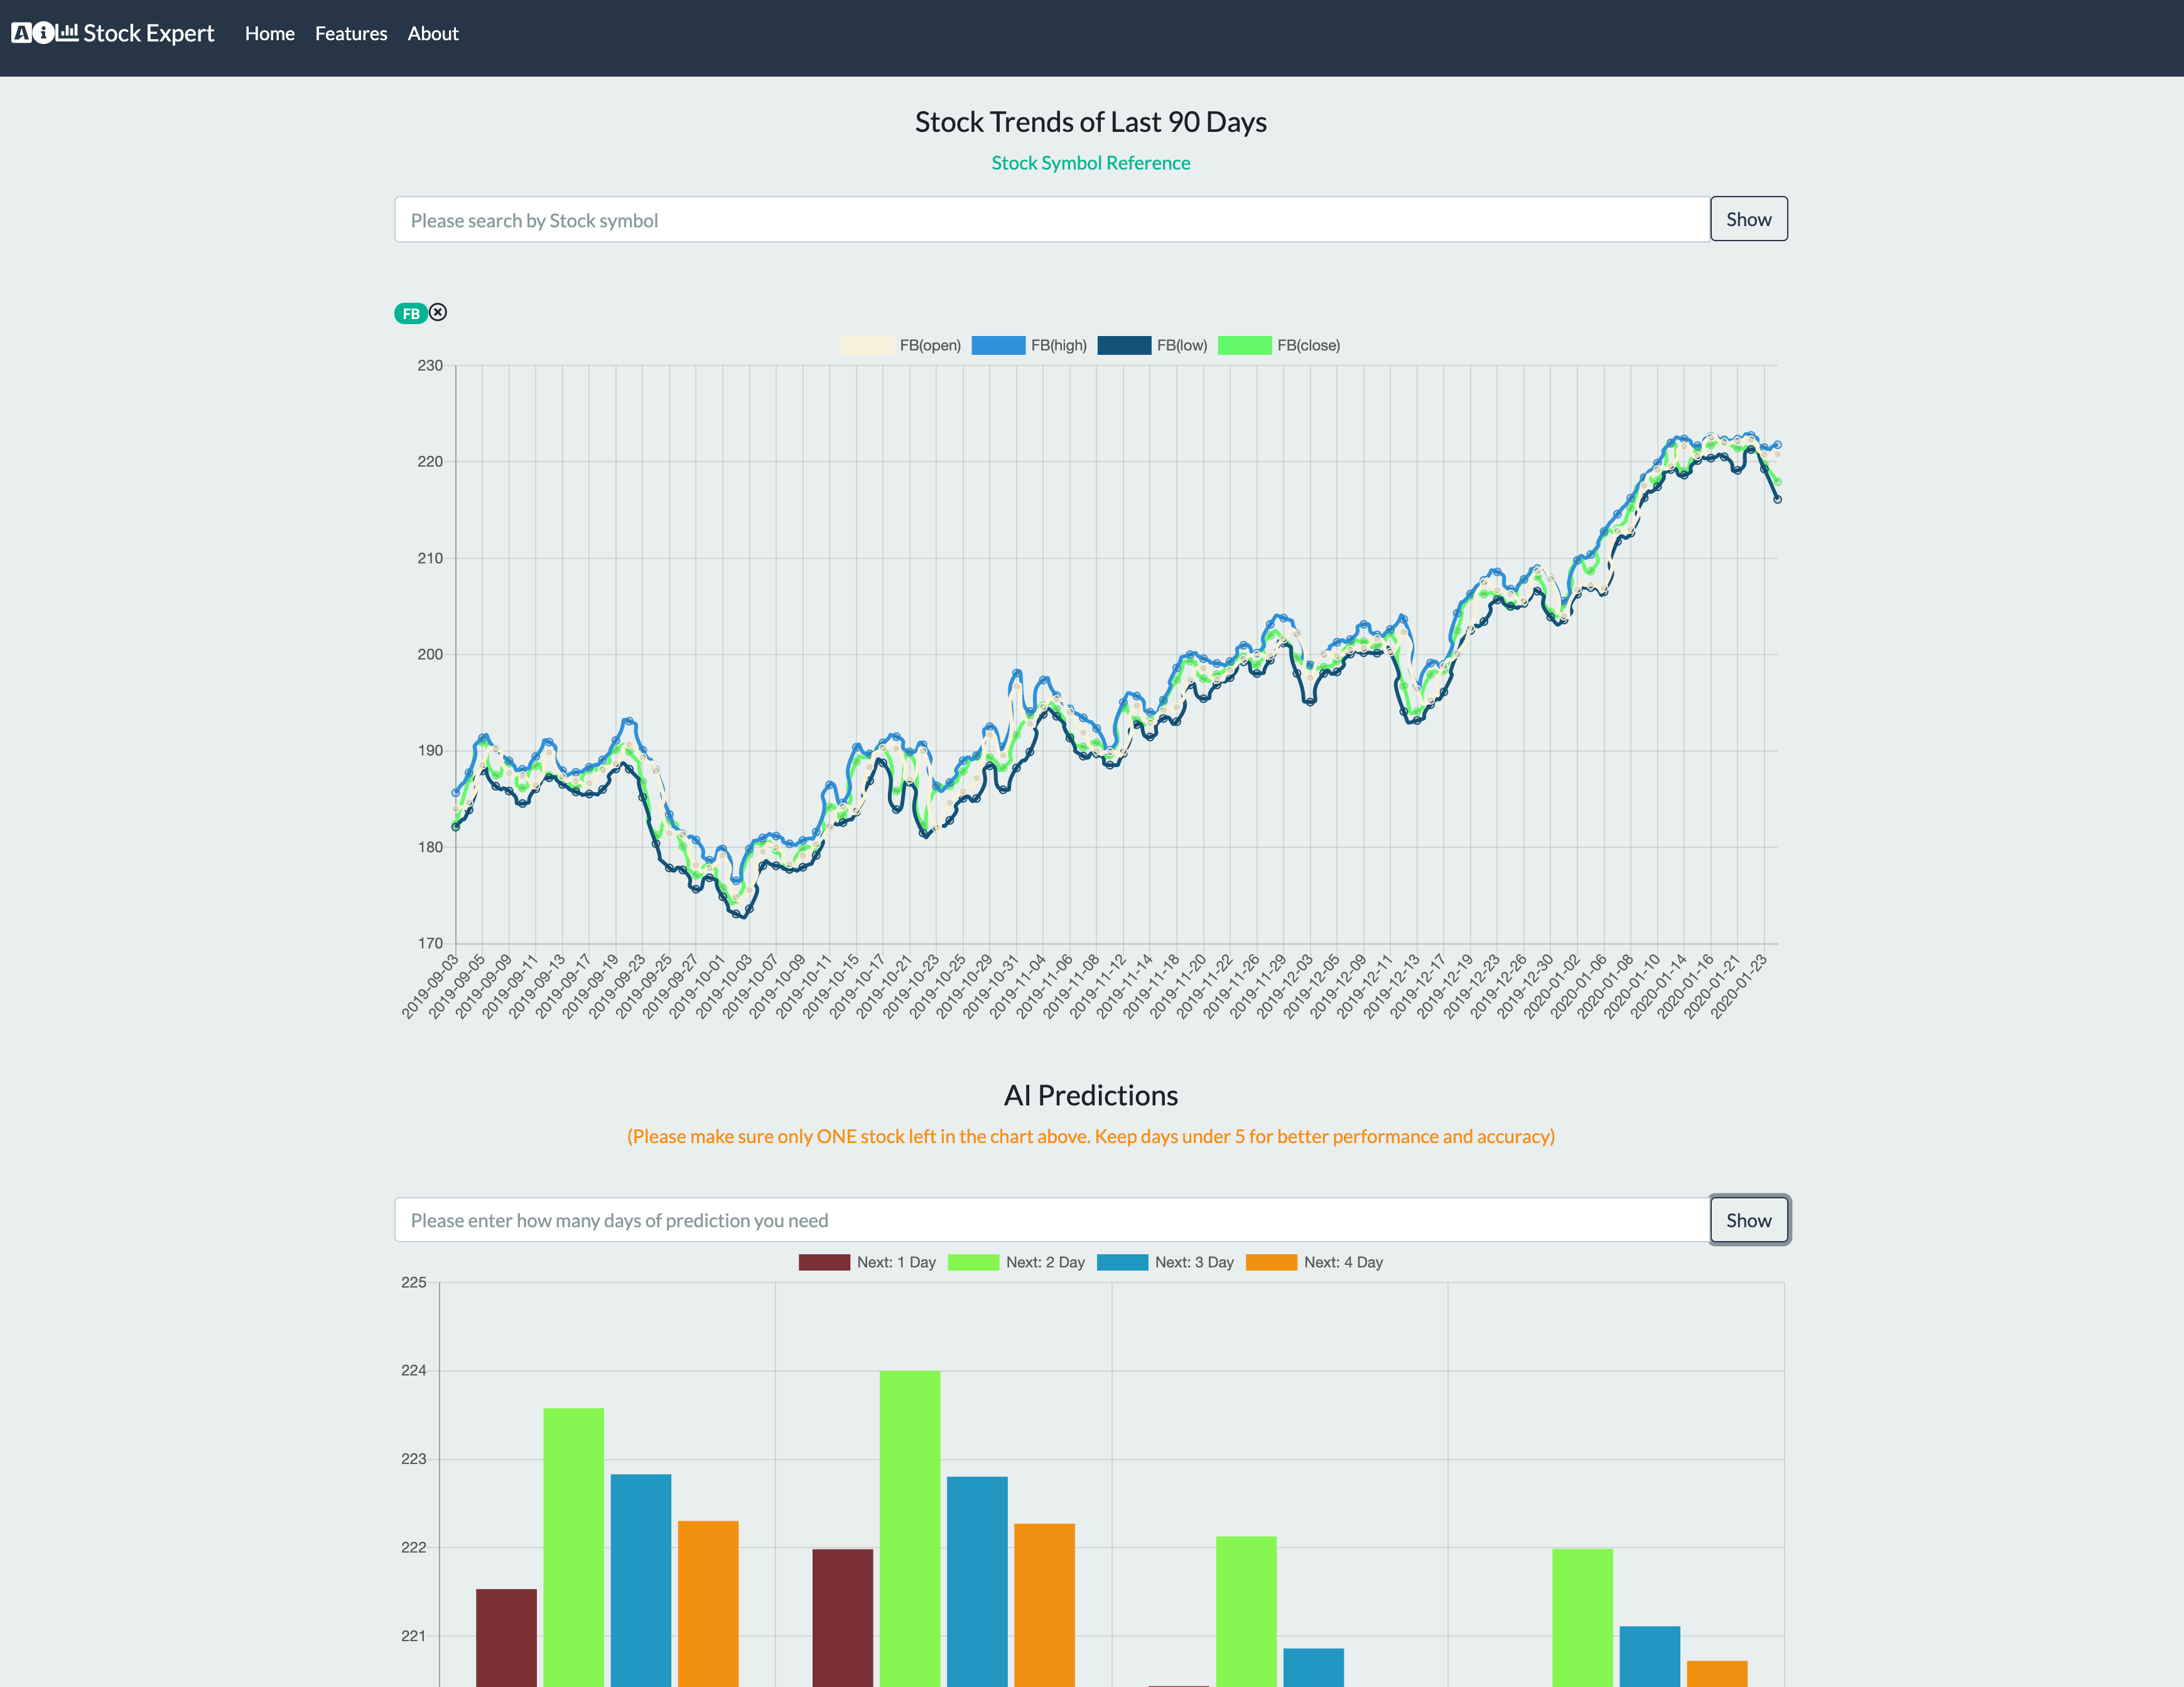 Stock Expert Home Features About
Stock Trends of Last 90 Days
Stock Symbol Reference
Please search by Stock symbol Show
FB
FB(open) FB(high) FB(low) FB(close)
230
220
210
200
190
180
170
2019-09-03 2019-09-05 2019-09-09 2019-09-11 2019-09-13 2019-09-17 2019-09-19 2019-09-23 2019-09-25 2019-09-27 2019-10-01 2019-10-03 2019-10-07 2019-10-09 2019-10-11 2019-10-15 2019-10-17 2019-10-21 2019-10-23 2019-10-25 2019-10-29 2019-10-31 2019-11-04 2019-11-06 2019-11-08 2019-11-12 2019-11-14 2019-11-18 2019-11-20 2019-11-22 2019-11-26 2019-11-29 2019-12-03 2019-12-05 2019-12-09 2019-12-11 2019-12-13 2019-12-17 2019-12-19 2019-12-23 2019-12-26 2019-12-30 2020-01-02 2020-01-06 2020-01-08 2020-01-10 2020-01-14 2020-01-16 2020-01-21 2020-01-23
AI Predictions
(Please make sure only ONE stock left in the chart above. Keep days under 5 for better performance and accuracy)
Please enter how many days of prediction you need Show
Next: 1 Day Next: 2 Day Next: 3 Day Next: 4 Day
225
224
223
222
221